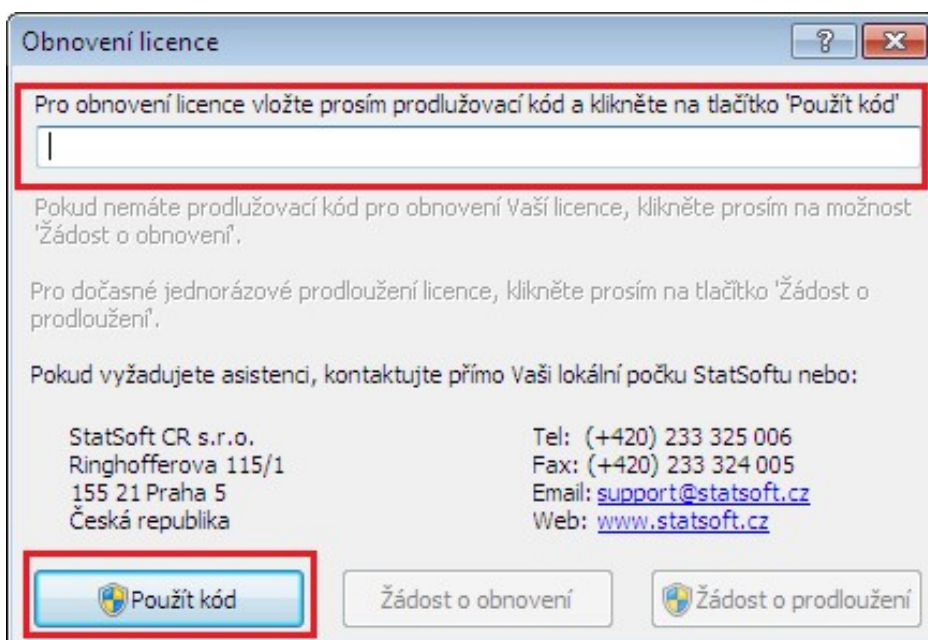 Obnovení licence
Pro obnovení licence vložte prosím prodlužovací kód a klikněte na tlačítko 'Použít kód'
Pokud nemáte prodlužovací kód pro obnovení Vaší licence, klikněte prosím na možnost
'Žádost o obnovení'.
Pro dočasné jednorázové prodloužení licence, klikněte prosím na tlačítko 'Žádost o
prodloužení'.
Pokud vyžadujete asistenci, kontaktujte přímo Vaši lokální počku StatSoftu nebo:
StatSoft CR s.r.o.
Ringhofferova 115/1
155 21 Praha 5
Česká republika
Tel: (+420) 233 325 006
Fax: (+420) 233 324 005
Email: support@statsoft.cz
Web: www.statsoft.cz
Použít kód
Žádost o obnovení
Žádost o prodloužení